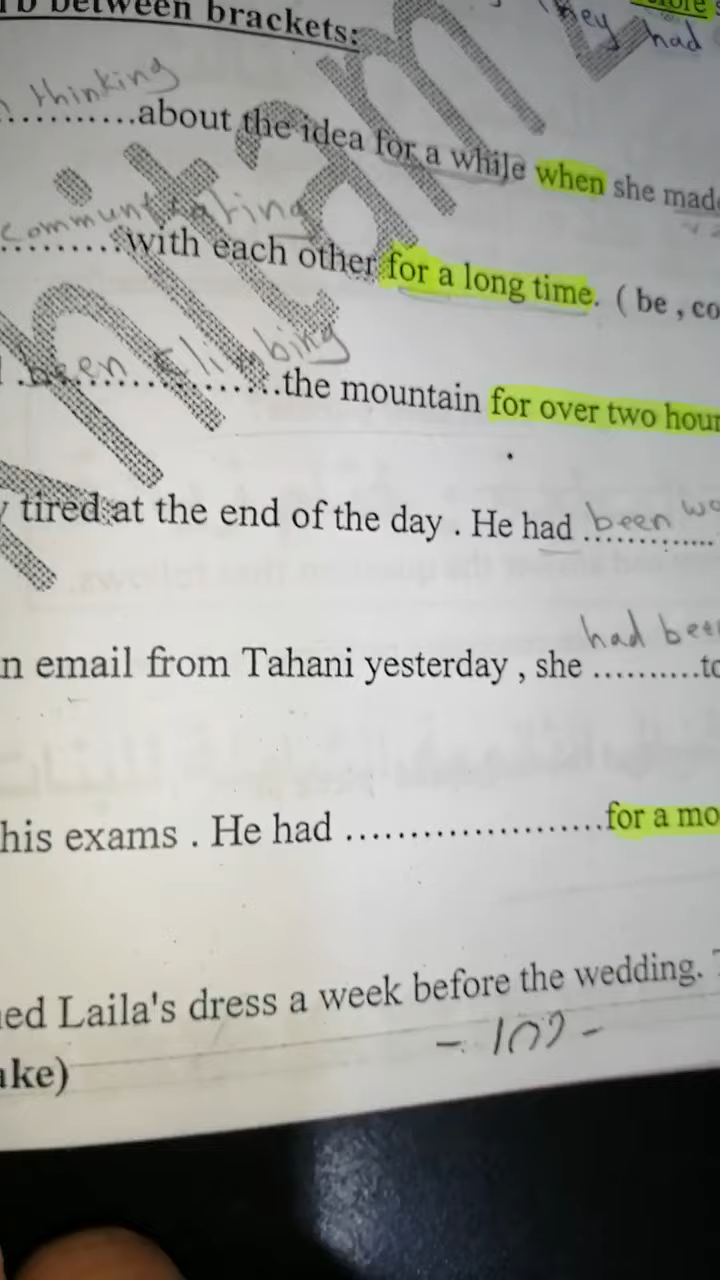 between brackets:
they had
thinking
..........about the idea for a while when she made
communicating
.........with each other for a long time. ( be , co
been climbing
.................the mountain for over two hour
tired at the end of the day . He had been wo
had bee
n email from Tahani yesterday , she ..........to
his exams . He had ......................for a mo
ed Laila's dress a week before the wedding.
ake)